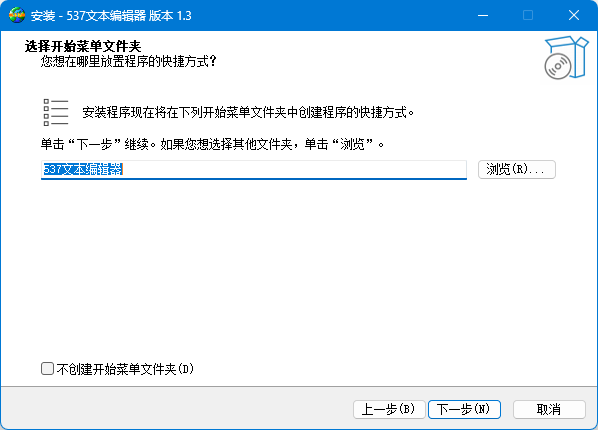 安装 - 537文本编辑器 版本 1.3
选择开始菜单文件夹
您想在哪里放置程序的快捷方式?
安装程序现在将在下列开始菜单文件夹中创建程序的快捷方式。
单击“下一步”继续。如果您想选择其他文件夹，单击“浏览”。
537文本编辑器
浏览(R)...
不创建开始菜单文件夹(D)
上一步(B)
下一步(N)
取消